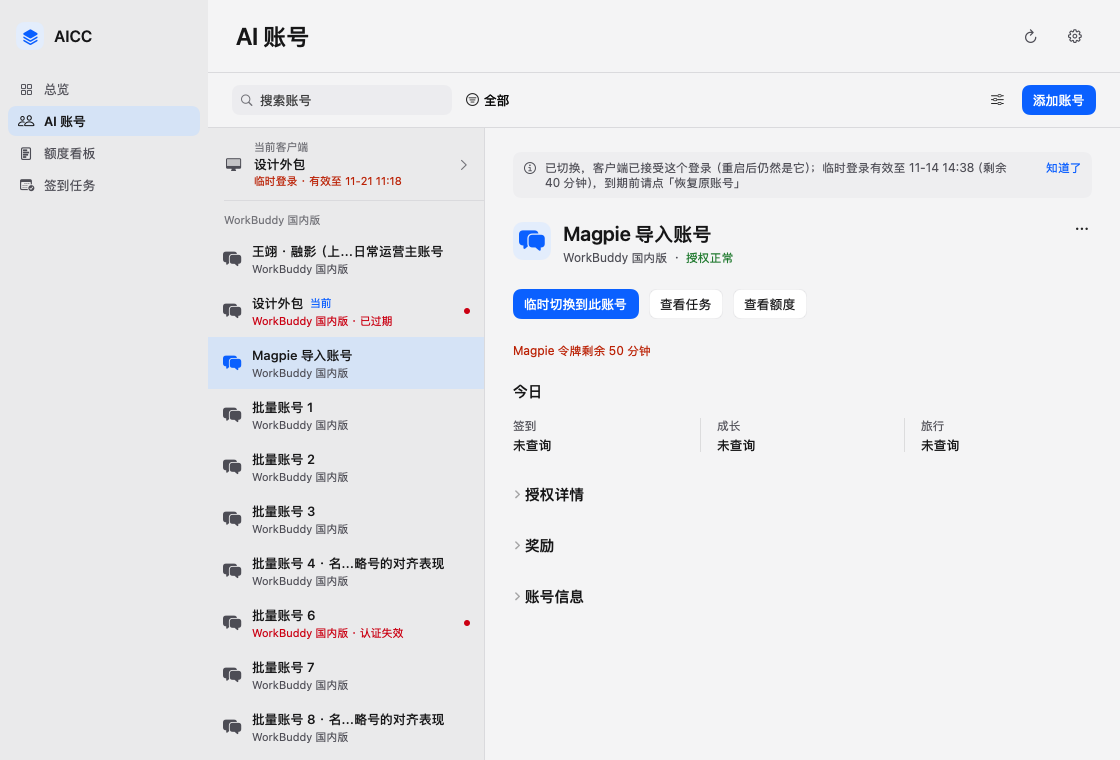 AICC
总览
AI 账号
额度看板
签到任务
AI 账号
搜索账号
全部
添加账号
当前客户端
设计外包
临时登录 · 有效至 11-21 11:18
WorkBuddy 国内版
王翊 · 融影（上…日常运营主账号
WorkBuddy 国内版
设计外包 当前
WorkBuddy 国内版 · 已过期
Magpie 导入账号
WorkBuddy 国内版
批量账号 1
WorkBuddy 国内版
批量账号 2
WorkBuddy 国内版
批量账号 3
WorkBuddy 国内版
批量账号 4 · 名…略号的对齐表现
WorkBuddy 国内版
批量账号 6
WorkBuddy 国内版 · 认证失效
批量账号 7
WorkBuddy 国内版
批量账号 8 · 名…略号的对齐表现
WorkBuddy 国内版
已切换，客户端已接受这个登录（重启后仍然是它）；临时登录有效至 11-14 14:38（剩余
40 分钟），到期前请点「恢复原账号」
知道了
Magpie 导入账号
WorkBuddy 国内版 · 授权正常
临时切换到此账号
查看任务
查看额度
Magpie 令牌剩余 50 分钟
今日
签到
未查询
成长
未查询
旅行
未查询
授权详情
奖励
账号信息